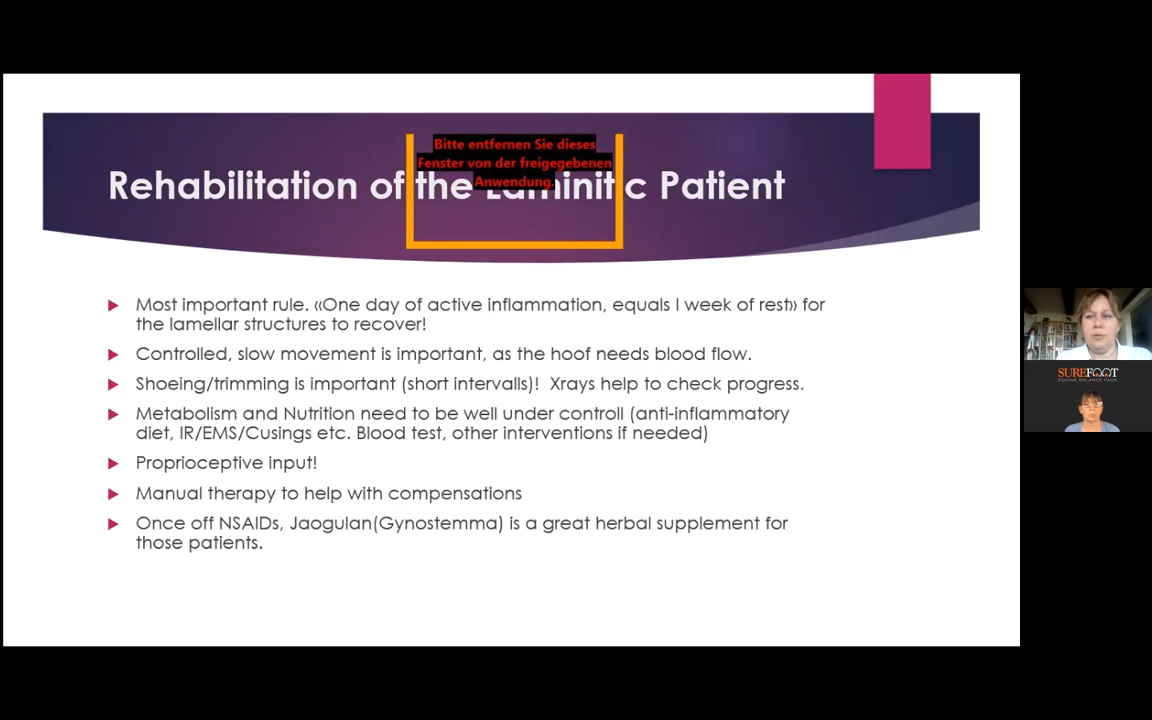 Bitte entfernen Sie dieses
Fenster von der freigegebenen
Anwendung.
Rehabilitation of the Laminitic Patient
Most important rule. «One day of active inflammation, equals I week of rest» for
the lamellar structures to recover!
Controlled, slow movement is important, as the hoof needs blood flow.
Shoeing/trimming is important (short intervalls)!  Xrays help to check progress.
Metabolism and Nutrition need to be well under controll (anti-inflammatory
diet, IR/EMS/Cusings etc. Blood test, other interventions if needed)
Proprioceptive input!
Manual therapy to help with compensations
Once off NSAIDs, Jaogulan(Gynostemma) is a great herbal supplement for
those patients.
SUREFOOT
EQUINE BALANCE PADS